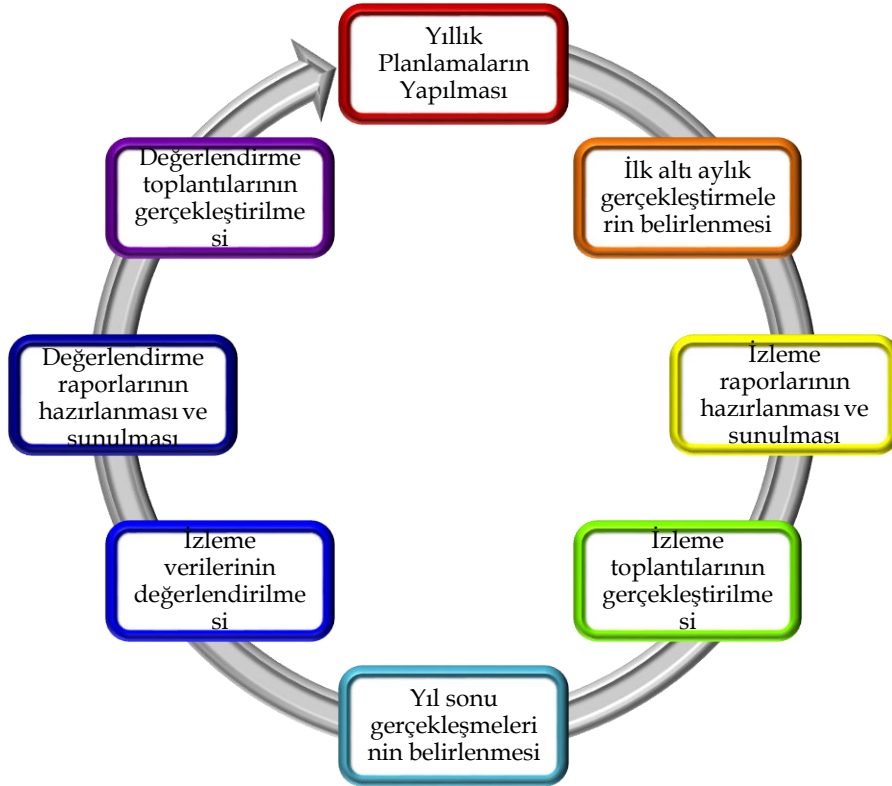 Yıllık
Planlamaların
Yapılması
İlk altı aylık
gerçekleştirmele
rin belirlenmesi
İzleme
raporlarının
hazırlanması ve
sunulması
İzleme
toplantılarının
gerçekleştirilme
si
Yıl sonu
gerçekleşmeleri
nin belirlenmesi
İzleme
verilerinin
değerlendirilme
si
Değerlendirme
raporlarının
hazırlanması ve
sunulması
Değerlendirme
toplantılarının
gerçekleştirilme
si